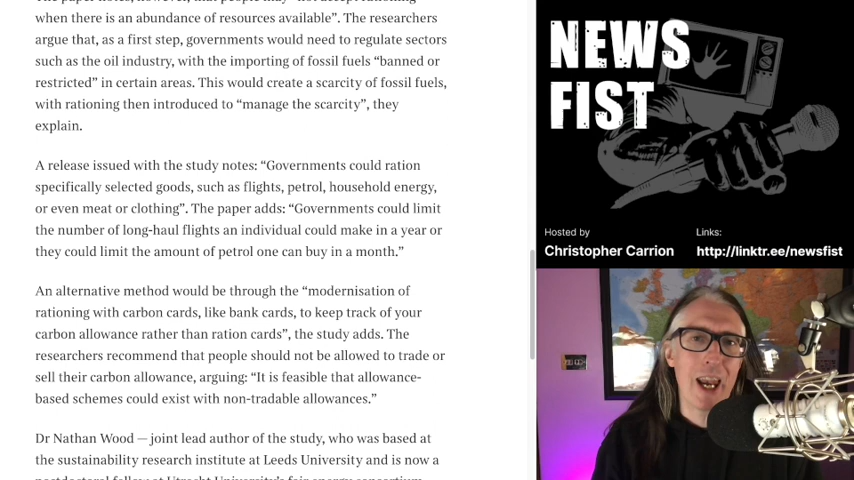 when there is an abundance of resources available”. The researchers
argue that, as a first step, governments would need to regulate sectors
such as the oil industry, with the importing of fossil fuels “banned or
restricted” in certain areas. This would create a scarcity of fossil fuels,
with rationing then introduced to “manage the scarcity”, they
explain.
A release issued with the study notes: “Governments could ration
specifically selected goods, such as flights, petrol, household energy,
or even meat or clothing”. The paper adds: “Governments could limit
the number of long-haul flights an individual could make in a year or
they could limit the amount of petrol one can buy in a month.”
An alternative method would be through the “modernisation of
rationing with carbon cards, like bank cards, to keep track of your
carbon allowance rather than ration cards”, the study adds. The
researchers recommend that people should not be allowed to trade or
sell their carbon allowance, arguing: “It is feasible that allowance-
based schemes could exist with non-tradable allowances.”
Dr Nathan Wood — joint lead author of the study, who was based at
the sustainability research institute at Leeds University and is now a
NEWS
FIST
Hosted by
Christopher Carrion
Links:
http://linktr.ee/newsfist